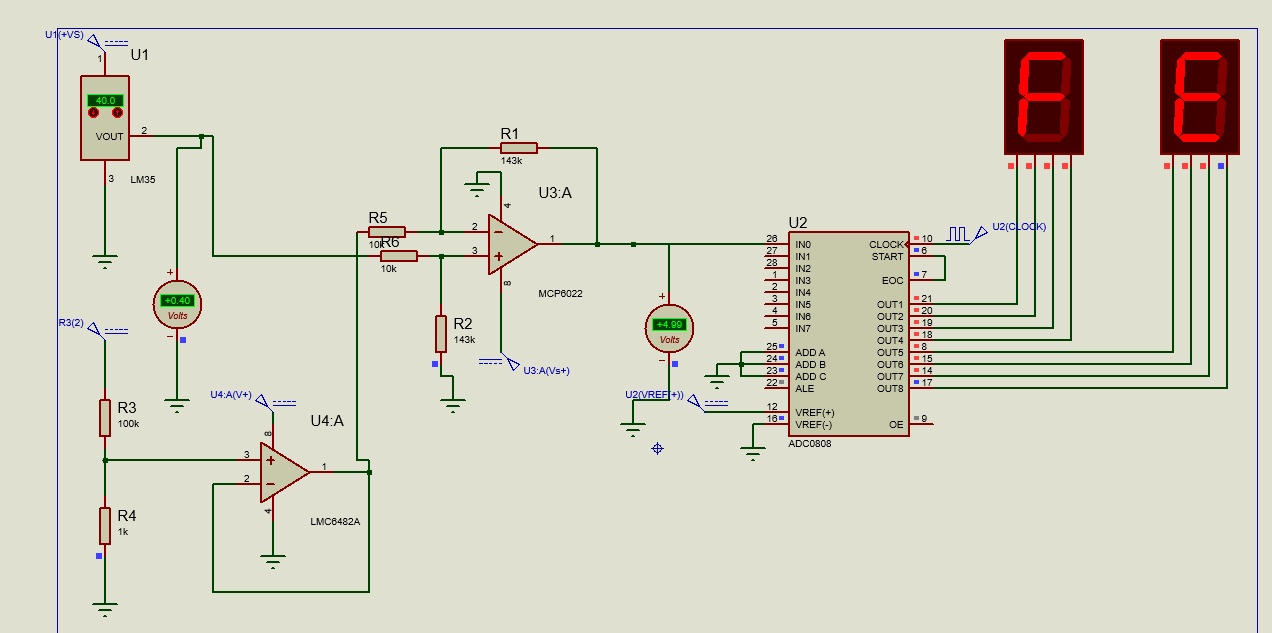 U1(+VS)
U1
1
40.0
VOUT
2
3
LM35
+
+0.40
Volts
−
R3(2)
R3
100k
R4
1k
U4:A(V+)
U4:A
8
3
+
2
−
1
4
LMC6482A
R1
143k
R5
10k
R6
10k
U3:A
4
2
−
3
+
1
8
MCP6022
R2
143k
U3:A(Vs+)
+
+4.99
Volts
−
U2(VREF(+))
U2
26 IN0
27 IN1
28 IN2
1 IN3
2 IN4
3 IN5
4 IN6
5 IN7
25 ADD A
24 ADD B
23 ADD C
22 ALE
12 VREF(+)
16 VREF(-)
CLOCK 10
START 6
EOC 7
OUT1 21
OUT2 20
OUT3 19
OUT4 18
OUT5 8
OUT6 15
OUT7 14
OUT8 17
OE 9
ADC0808
U2(CLOCK)
F
E